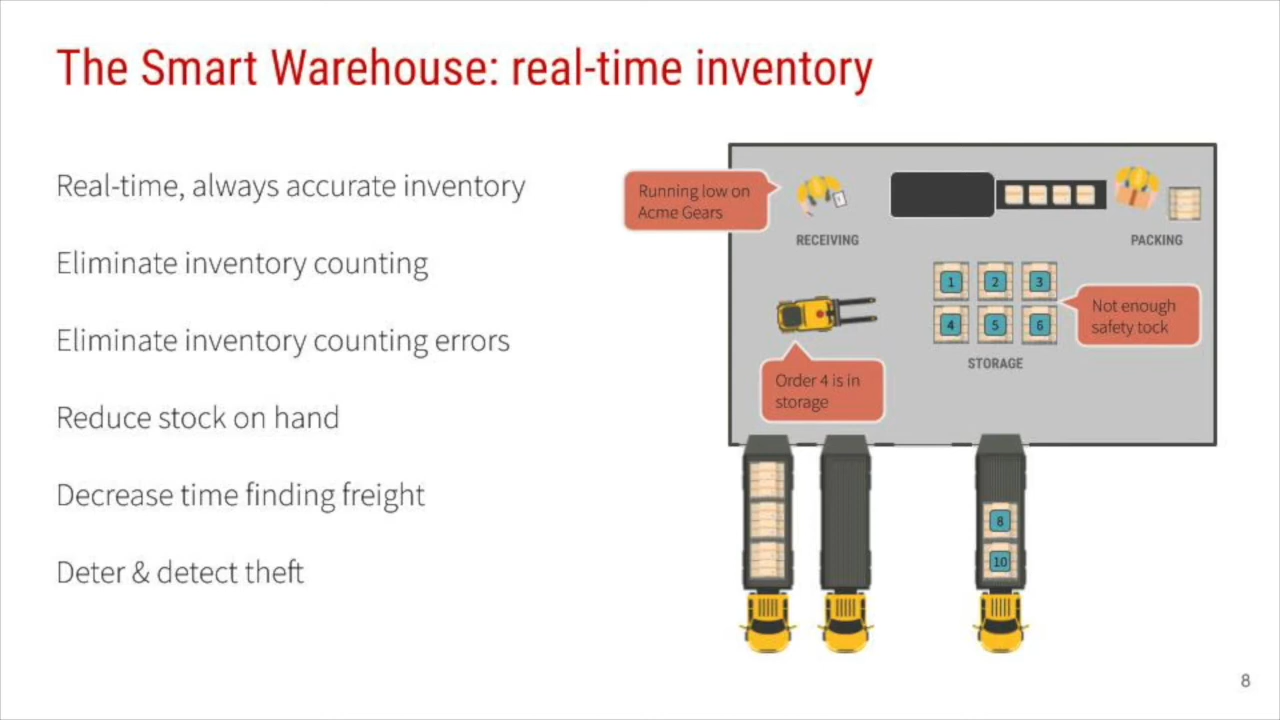 The Smart Warehouse: real-time inventory
Real-time, always accurate inventory
Eliminate inventory counting
Eliminate inventory counting errors
Reduce stock on hand
Decrease time finding freight
Deter & detect theft
Running low on
Acme Gears
RECEIVING
PACKING
1
2
3
4
5
6
Not enough
safety tock
STORAGE
Order 4 is in
storage
8
10
8